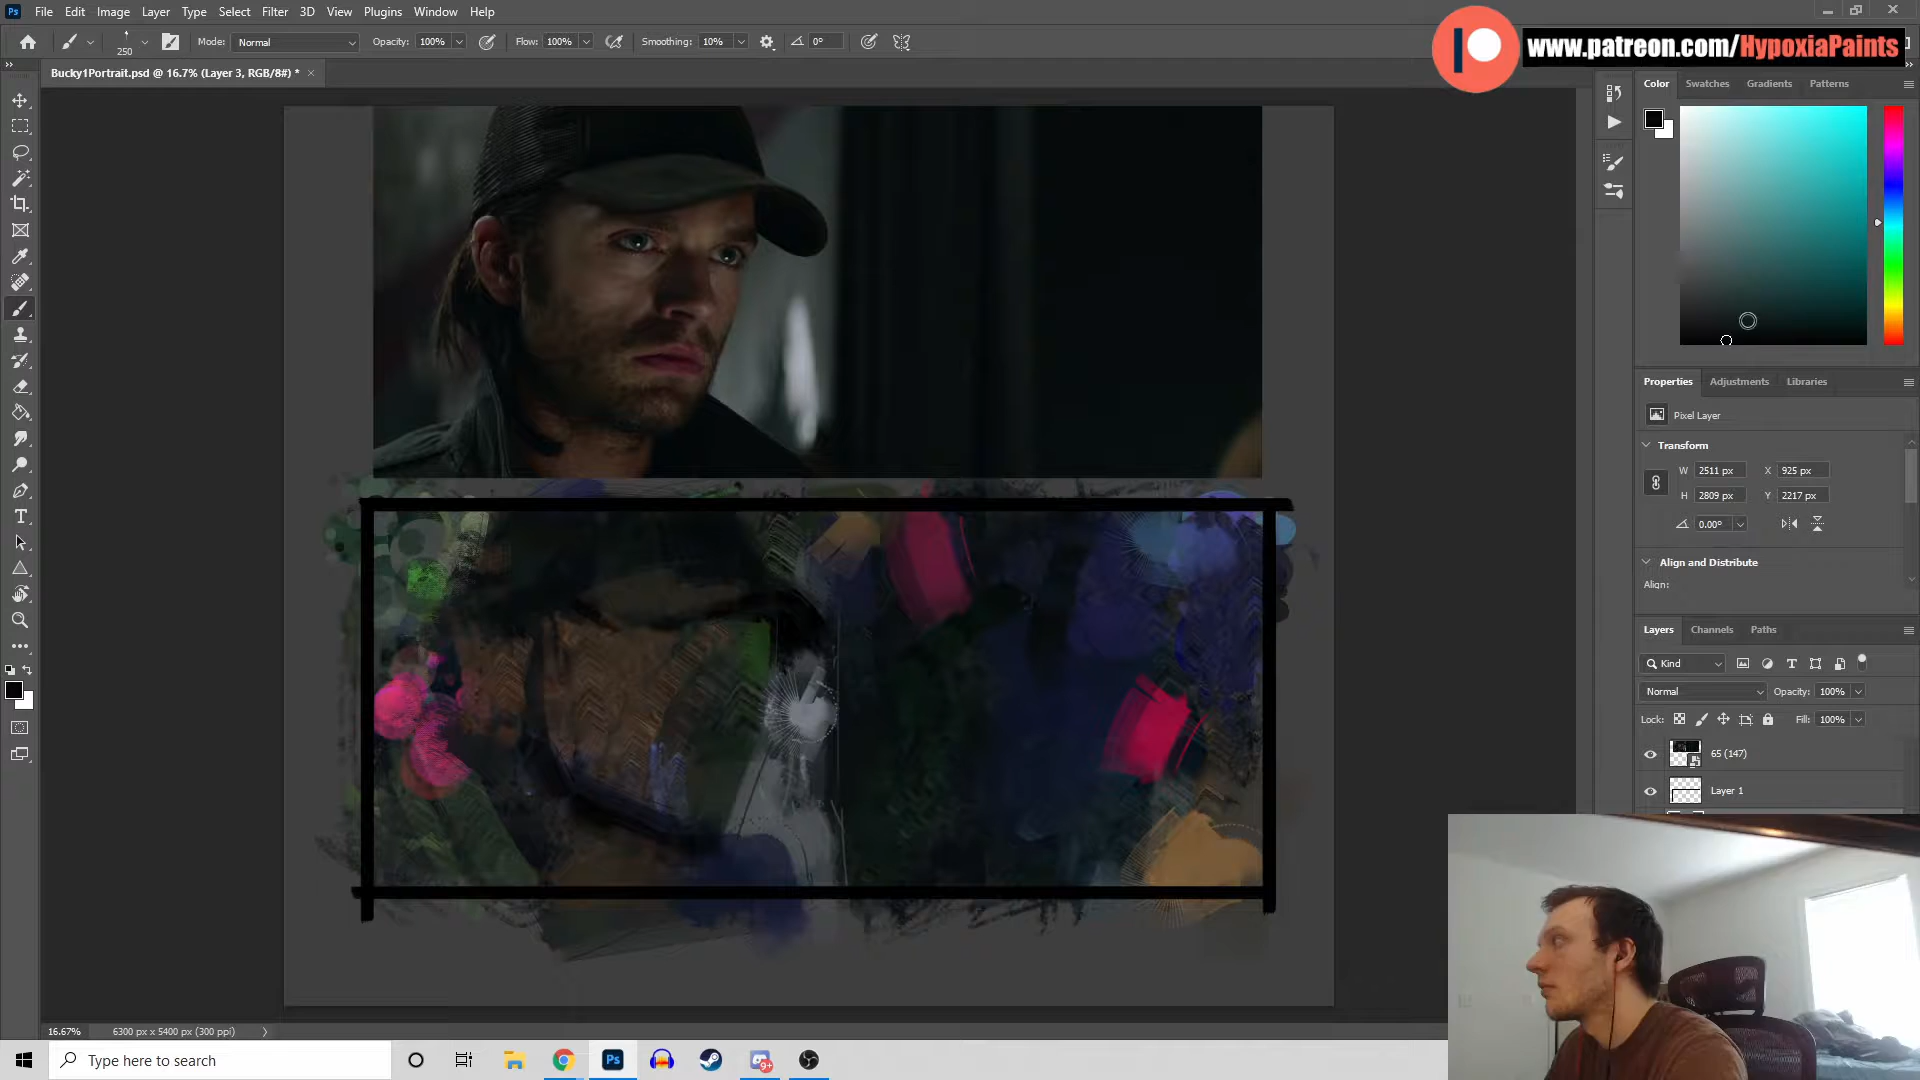 Ps File Edit Image Layer Type Select Filter 3D View Plugins Window Help
250 Mode: Normal Opacity: 100% Flow: 100% Smoothing: 10% 0°
www.patreon.com/HypoxiaPaints
Bucky1Portrait.psd @ 16.7% (Layer 3, RGB/8#) *
Color Swatches Gradients Patterns
Properties Adjustments Libraries
Pixel Layer
Transform
W 2511 px X 925 px
H 2809 px Y 2217 px
0.00°
Align and Distribute
Align:
Layers Channels Paths
Kind
Normal Opacity: 100%
Lock: Fill: 100%
65 (147)
Layer 1
16.67% 6300 px x 5400 px (300 ppi)
Type here to search
Ps
9+